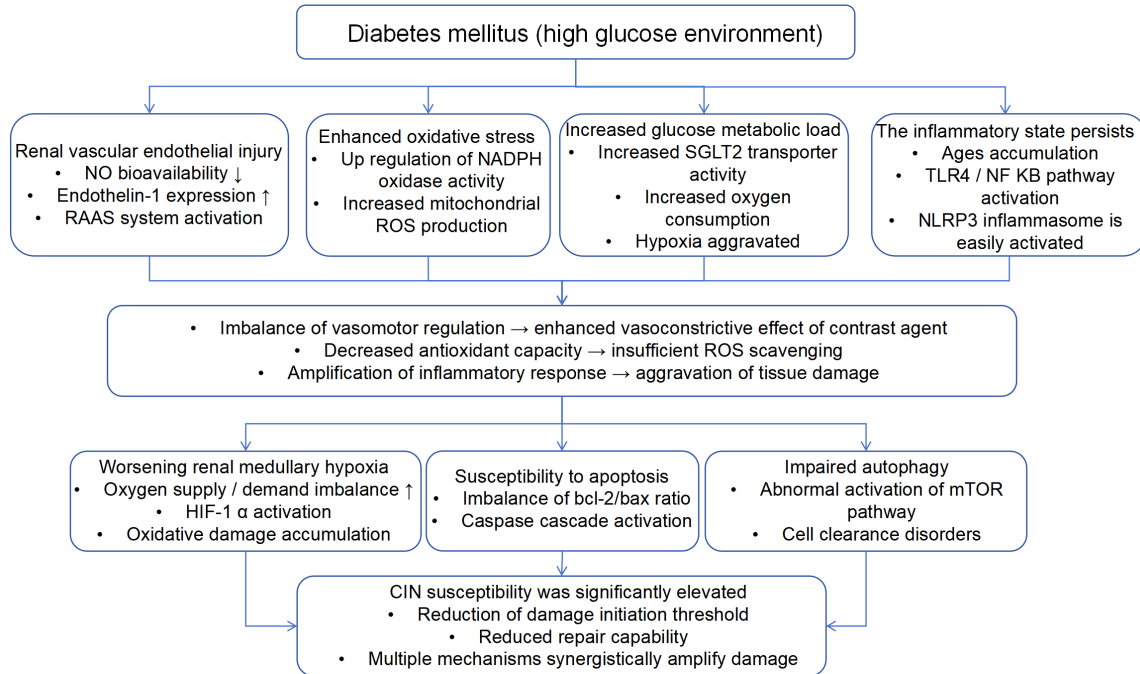 Diabetes mellitus (high glucose environment)
Renal vascular endothelial injury
• NO bioavailability ↓
• Endothelin-1 expression ↑
• RAAS system activation
Enhanced oxidative stress
• Up regulation of NADPH
oxidase activity
• Increased mitochondrial
ROS production
Increased glucose metabolic load
• Increased SGLT2 transporter
activity
• Increased oxygen
consumption
• Hypoxia aggravated
The inflammatory state persists
• Ages accumulation
• TLR4 / NF KB pathway
activation
• NLRP3 inflammasome is
easily activated
• Imbalance of vasomotor regulation → enhanced vasoconstrictive effect of contrast agent
• Decreased antioxidant capacity → insufficient ROS scavenging
• Amplification of inflammatory response → aggravation of tissue damage
Worsening renal medullary hypoxia
• Oxygen supply / demand imbalance ↑
• HIF-1 α activation
• Oxidative damage accumulation
Susceptibility to apoptosis
• Imbalance of bcl-2/bax ratio
• Caspase cascade activation
Impaired autophagy
• Abnormal activation of mTOR
pathway
• Cell clearance disorders
CIN susceptibility was significantly elevated
• Reduction of damage initiation threshold
• Reduced repair capability
• Multiple mechanisms synergistically amplify damage